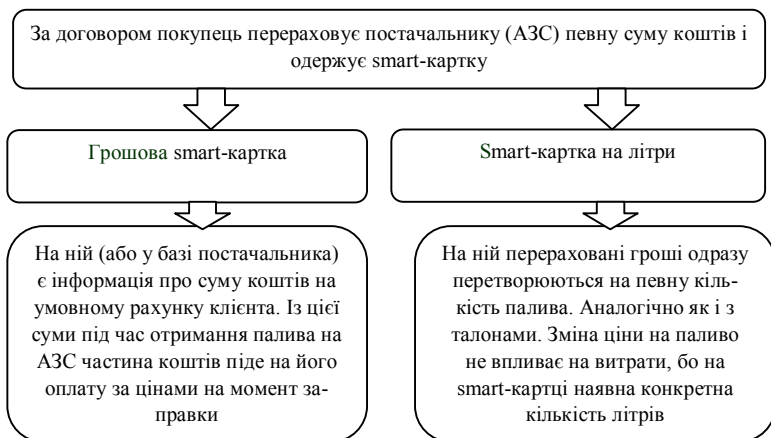 За договором покупець перераховує постачальнику (АЗС) певну суму коштів і
одержує smart-картку
Грошова smart-картка
Smart-картка на літри
На ній (або у базі постачальника)
є інформація про суму коштів на
умовному рахунку клієнта. Із цієї
суми під час отримання палива на
АЗС частина коштів піде на його
оплату за цінами на момент за-
правки
На ній перераховані гроші одразу
перетворюються на певну кіль-
кість палива. Аналогічно як і з
талонами. Зміна ціни на паливо
не впливає на витрати, бо на
smart-картці наявна конкретна
кількість літрів